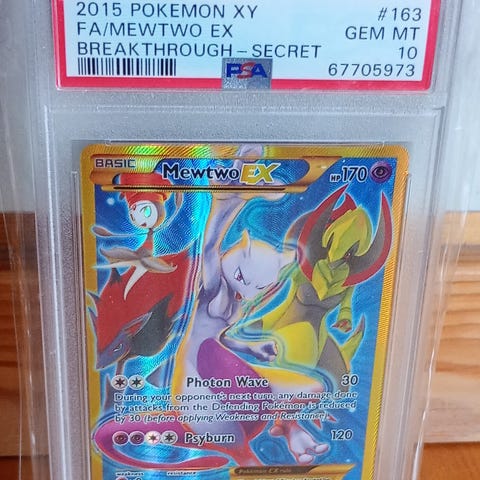 2015 POKEMON XY #163
FA/MEWTWO EX GEM MT
BREAKTHROUGH - SECRET 10
PSA 67705973
BASIC MewtwoEX HP170
Photon Wave 30
During your opponent's next turn, any damage done
by attacks from the Defending Pokémon is reduced
by 30 (before applying Weakness and Resistance).
Psyburn 120
weakness resistance
Pokémon EX rule